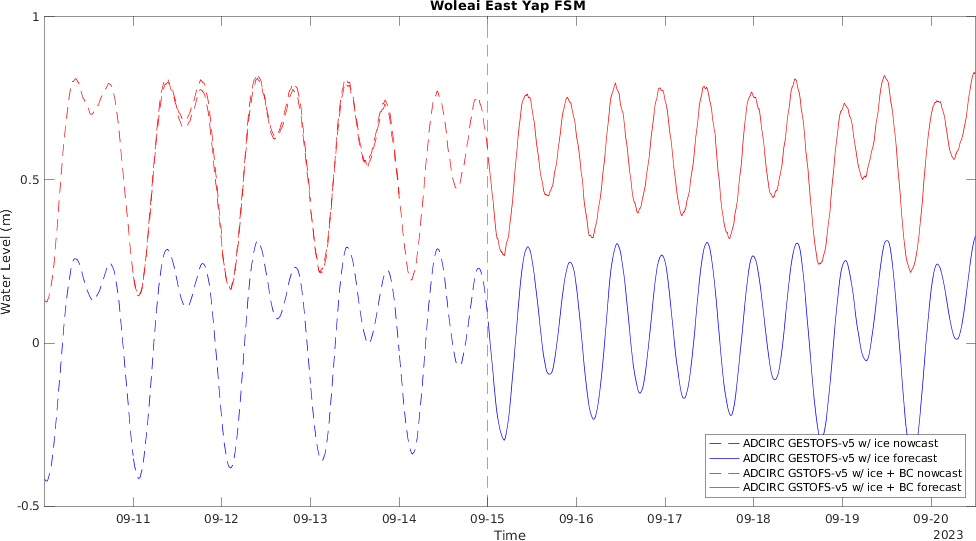 Woleai East Yap FSM
1
0.5
0
-0.5
Water Level (m)
09-11 09-12 09-13 09-14 09-15 09-16 09-17 09-18 09-19 09-20
Time
2023
ADCIRC GESTOFS-v5 w/ ice nowcast
ADCIRC GESTOFS-v5 w/ ice forecast
ADCIRC GSTOFS-v5 w/ ice + BC nowcast
ADCIRC GSTOFS-v5 w/ ice + BC forecast